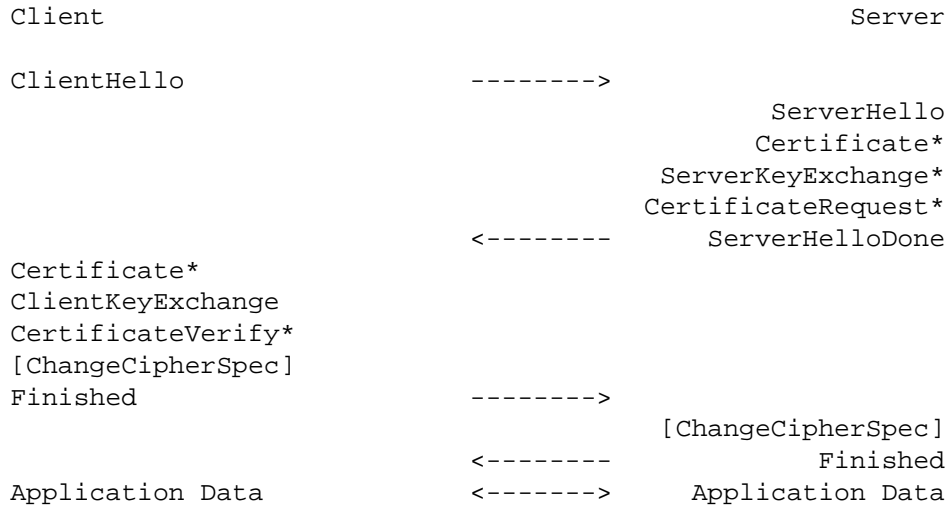 Client Server
ClientHello -------->
ServerHello
Certificate*
ServerKeyExchange*
CertificateRequest*
<-------- ServerHelloDone
Certificate*
ClientKeyExchange
CertificateVerify*
[ChangeCipherSpec]
Finished -------->
[ChangeCipherSpec]
<-------- Finished
Application Data <-------> Application Data